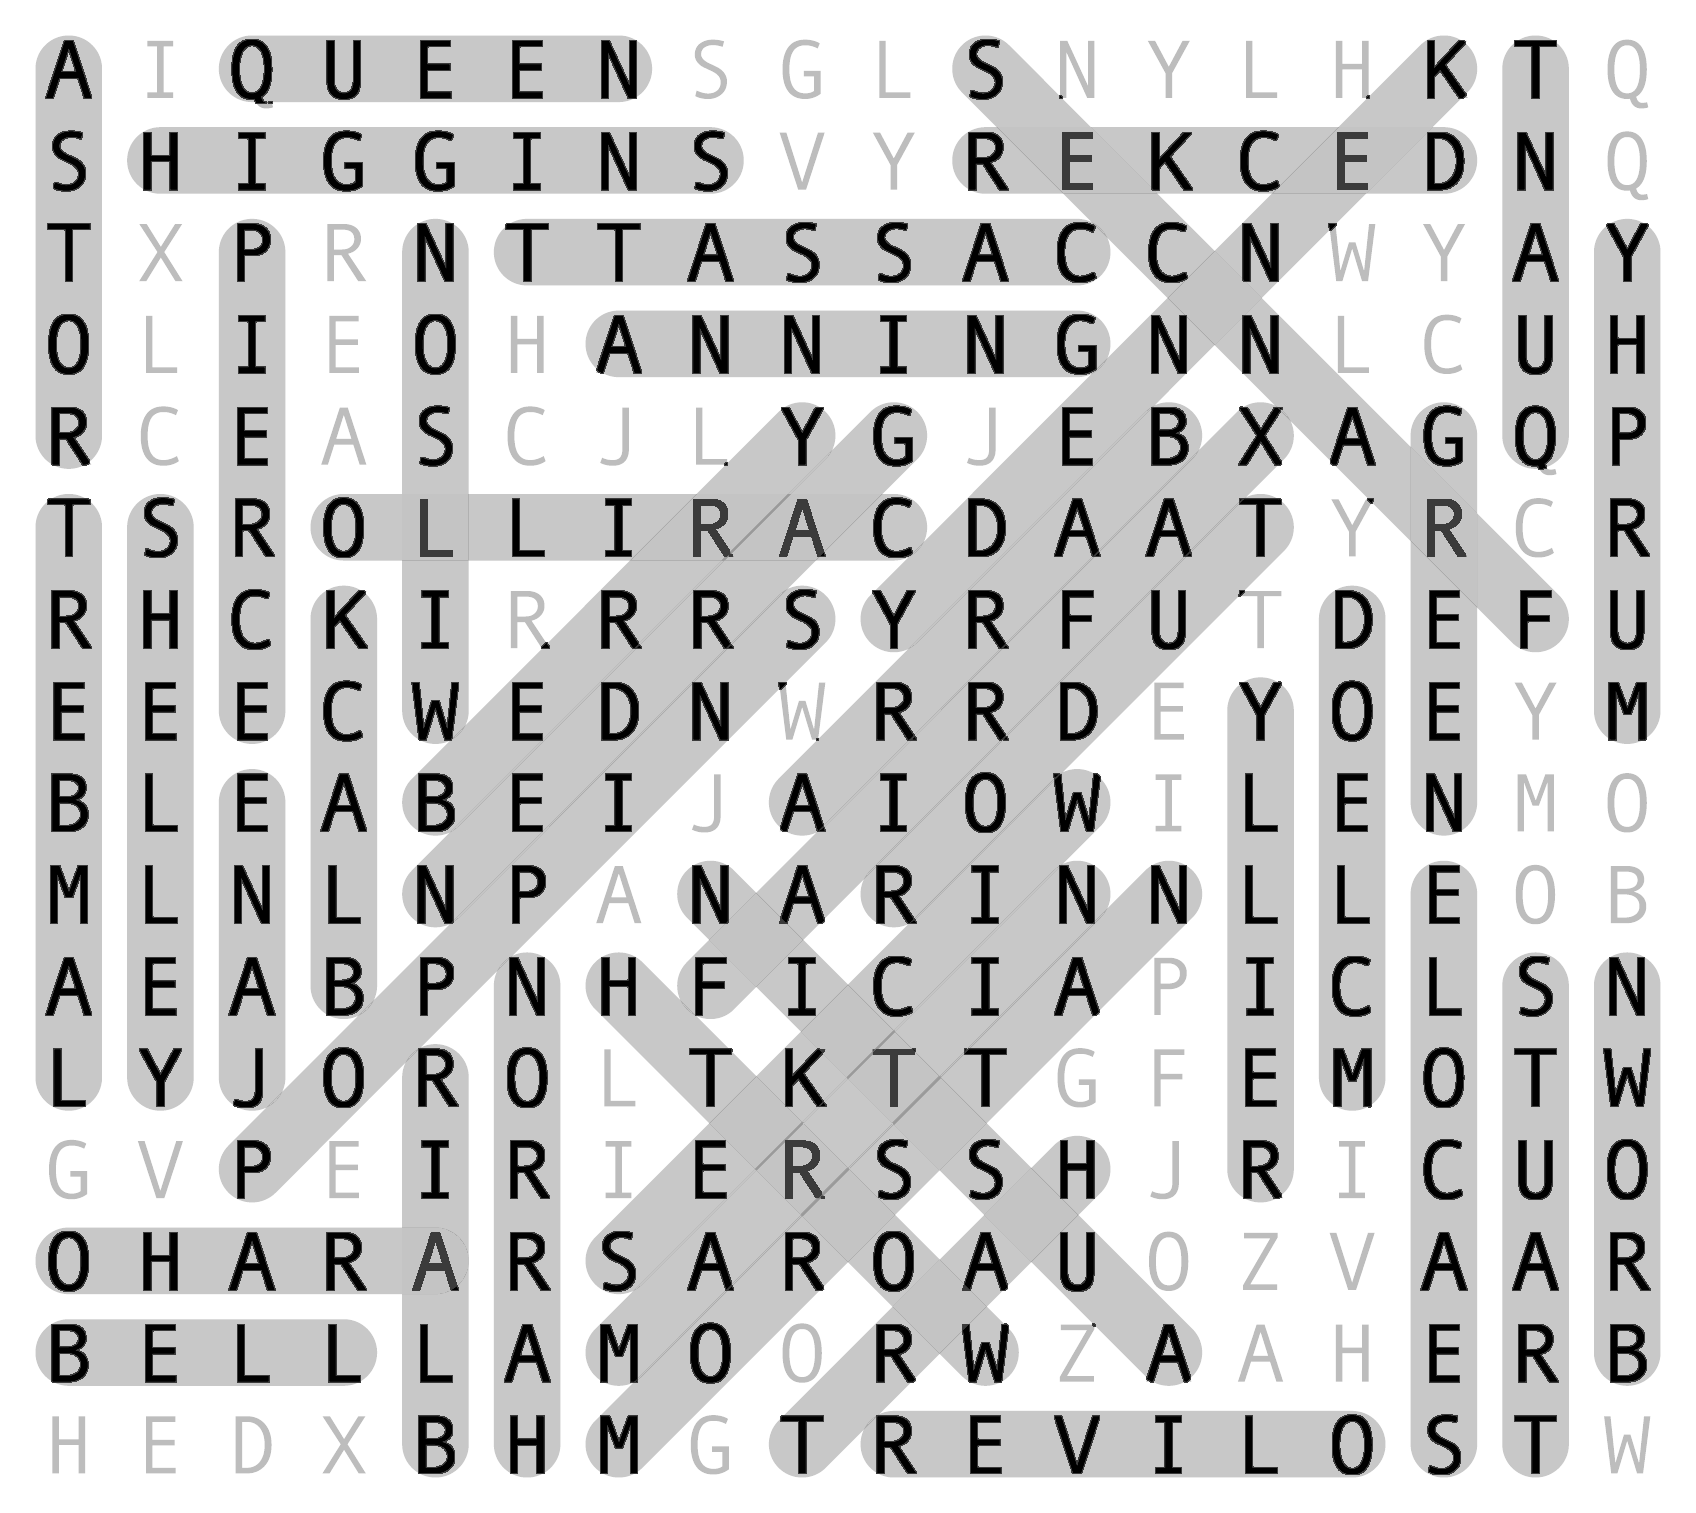 A I Q U E E N S G L S N Y L H K T Q
S H I G G I N S V Y R E K C E D N Q
T X P R N T T A S S A C C N W Y A Y
O L I E O H A N N I N G N N L C U H
R C E A S C J L Y G J E B X A G Q P
T S R O L L I R A C D A A T Y R C R
R H C K I R R R S Y R F U T D E F U
E E E C W E D N W R R D E Y O E Y M
B L E A B E I J A I O W I L E N M O
M L N L N P A N A R I N N L L E O B
A E A B P N H F I C I A P I C L S N
L Y J O R O L T K T T G F E M O T W
G V P E I R I E R S S H J R I C U O
O H A R A R S A R O A U O Z V A A R
B E L L L A M O O R W Z A A H E R B
H E D X B H M G T R E V I L O S T W